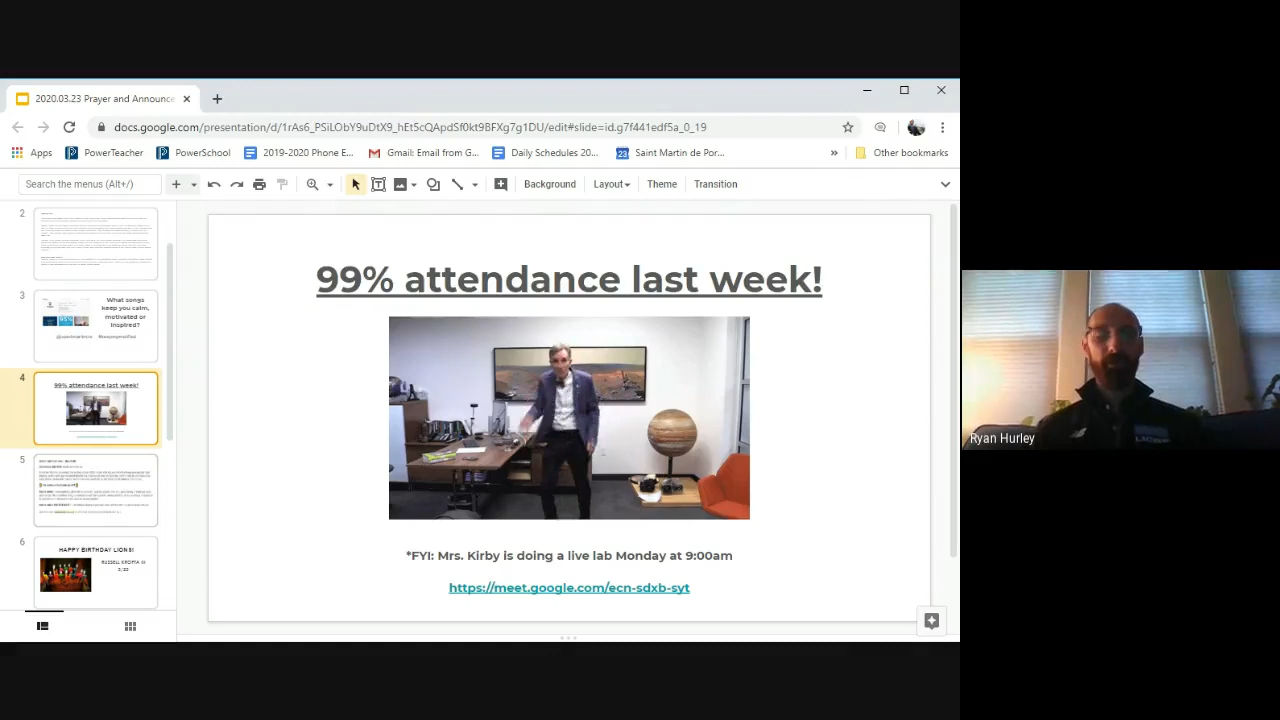 2020.03.23 Prayer and Announce
docs.google.com/presentation/d/1rAs6_PSiLObY9uDtX9_hEt5cQApdSf0kt9BFXg7g1DU/edit#slide=id.g7f441edf5a_0_19
Apps PowerTeacher PowerSchool 2019-2020 Phone E... Gmail: Email from G... Daily Schedules 20... 23 Saint Martin de Por... » Other bookmarks
Search the menus (Alt+/) Background Layout Theme Transition
2
3
What songs
keep you calm,
motivated or
inspired?
4
99% attendance last week!
5
6
HAPPY BIRTHDAY LIONS!
99% attendance last week!
*FYI: Mrs. Kirby is doing a live lab Monday at 9:00am
https://meet.google.com/ecn-sdxb-syt
Ryan Hurley